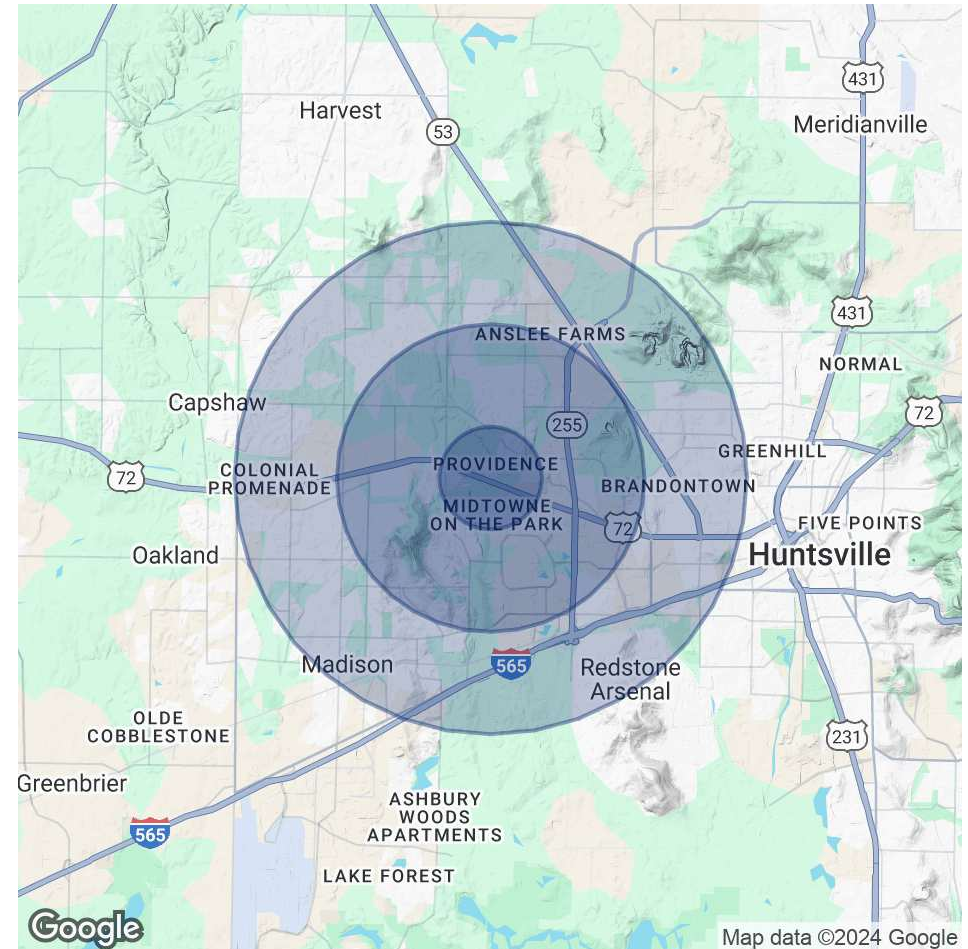 431
Harvest
Meridianville
53
431
ANSLEE FARMS
NORMAL
Capshaw
72
255
GREENHILL
COLONIAL
PROMENADE
PROVIDENCE
72
BRANDONTOWN
MIDTOWNE
ON THE PARK
72
FIVE POINTS
Oakland
Huntsville
Madison
565
Redstone
Arsenal
OLDE
COBBLESTONE
231
Greenbrier
ASHBURY
WOODS
APARTMENTS
565
LAKE FOREST
Google
Map data ©2024 Google